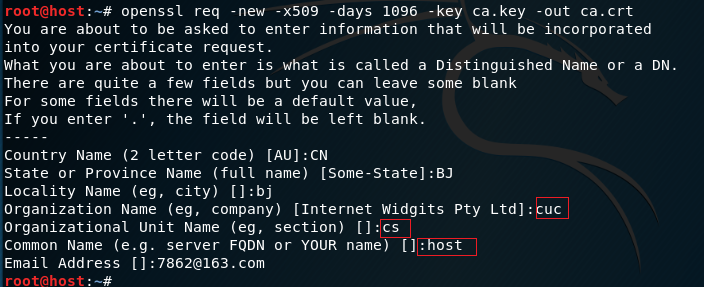 root@host:~# openssl req -new -x509 -days 1096 -key ca.key -out ca.crt
You are about to be asked to enter information that will be incorporated
into your certificate request.
What you are about to enter is what is called a Distinguished Name or a DN.
There are quite a few fields but you can leave some blank
For some fields there will be a default value,
If you enter '.', the field will be left blank.
-----
Country Name (2 letter code) [AU]:CN
State or Province Name (full name) [Some-State]:BJ
Locality Name (eg, city) []:bj
Organization Name (eg, company) [Internet Widgits Pty Ltd]:cuc
Organizational Unit Name (eg, section) []:cs
Common Name (e.g. server FQDN or YOUR name) []:host
Email Address []:7862@163.com
root@host:~#